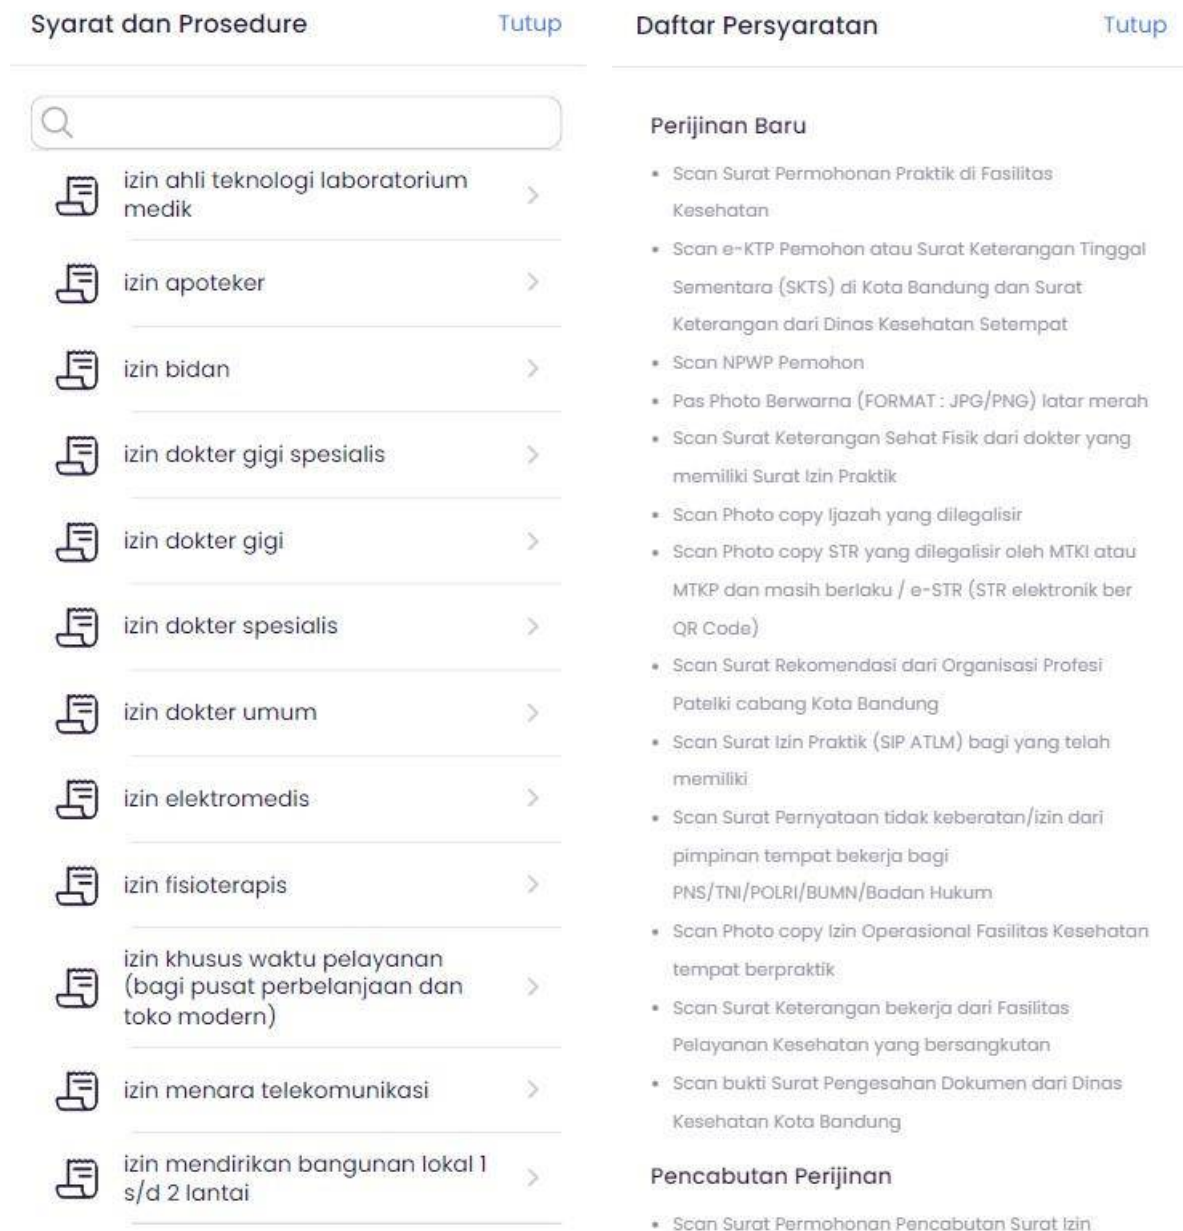 Syarat dan Prosedure
Tutup
izin ahli teknologi laboratorium
medik
izin apoteker
izin bidan
izin dokter gigi spesialis
izin dokter gigi
izin dokter spesialis
izin dokter umum
izin elektromedis
izin fisioterapis
izin khusus waktu pelayanan
(bagi pusat perbelanjaan dan
toko modern)
izin menara telekomunikasi
izin mendirikan bangunan lokal 1
s/d 2 lantai
Daftar Persyaratan
Tutup
Perijinan Baru
• Scan Surat Permohonan Praktik di Fasilitas
Kesehatan
• Scan e-KTP Pemohon atau Surat Keterangan Tinggal
Sementara (SKTS) di Kota Bandung dan Surat
Keterangan dari Dinas Kesehatan Setempat
• Scan NPWP Pemohon
• Pas Photo Berwarna (FORMAT : JPG/PNG) latar merah
• Scan Surat Keterangan Sehat Fisik dari dokter yang
memiliki Surat Izin Praktik
• Scan Photo copy Ijazah yang dilegalisir
• Scan Photo copy STR yang dilegalisir oleh MTKI atau
MTKP dan masih berlaku / e-STR (STR elektronik ber
QR Code)
• Scan Surat Rekomendasi dari Organisasi Profesi
Patelki cabang Kota Bandung
• Scan Surat Izin Praktik (SIP ATLM) bagi yang telah
memiliki
• Scan Surat Pernyataan tidak keberatan/izin dari
pimpinan tempat bekerja bagi
PNS/TNI/POLRI/BUMN/Badan Hukum
• Scan Photo copy Izin Operasional Fasilitas Kesehatan
tempat berpraktik
• Scan Surat Keterangan bekerja dari Fasilitas
Pelayanan Kesehatan yang bersangkutan
• Scan bukti Surat Pengesahan Dokumen dari Dinas
Kesehatan Kota Bandung
Pencabutan Perijinan
• Scan Surat Permohonan Pencabutan Surat Izin